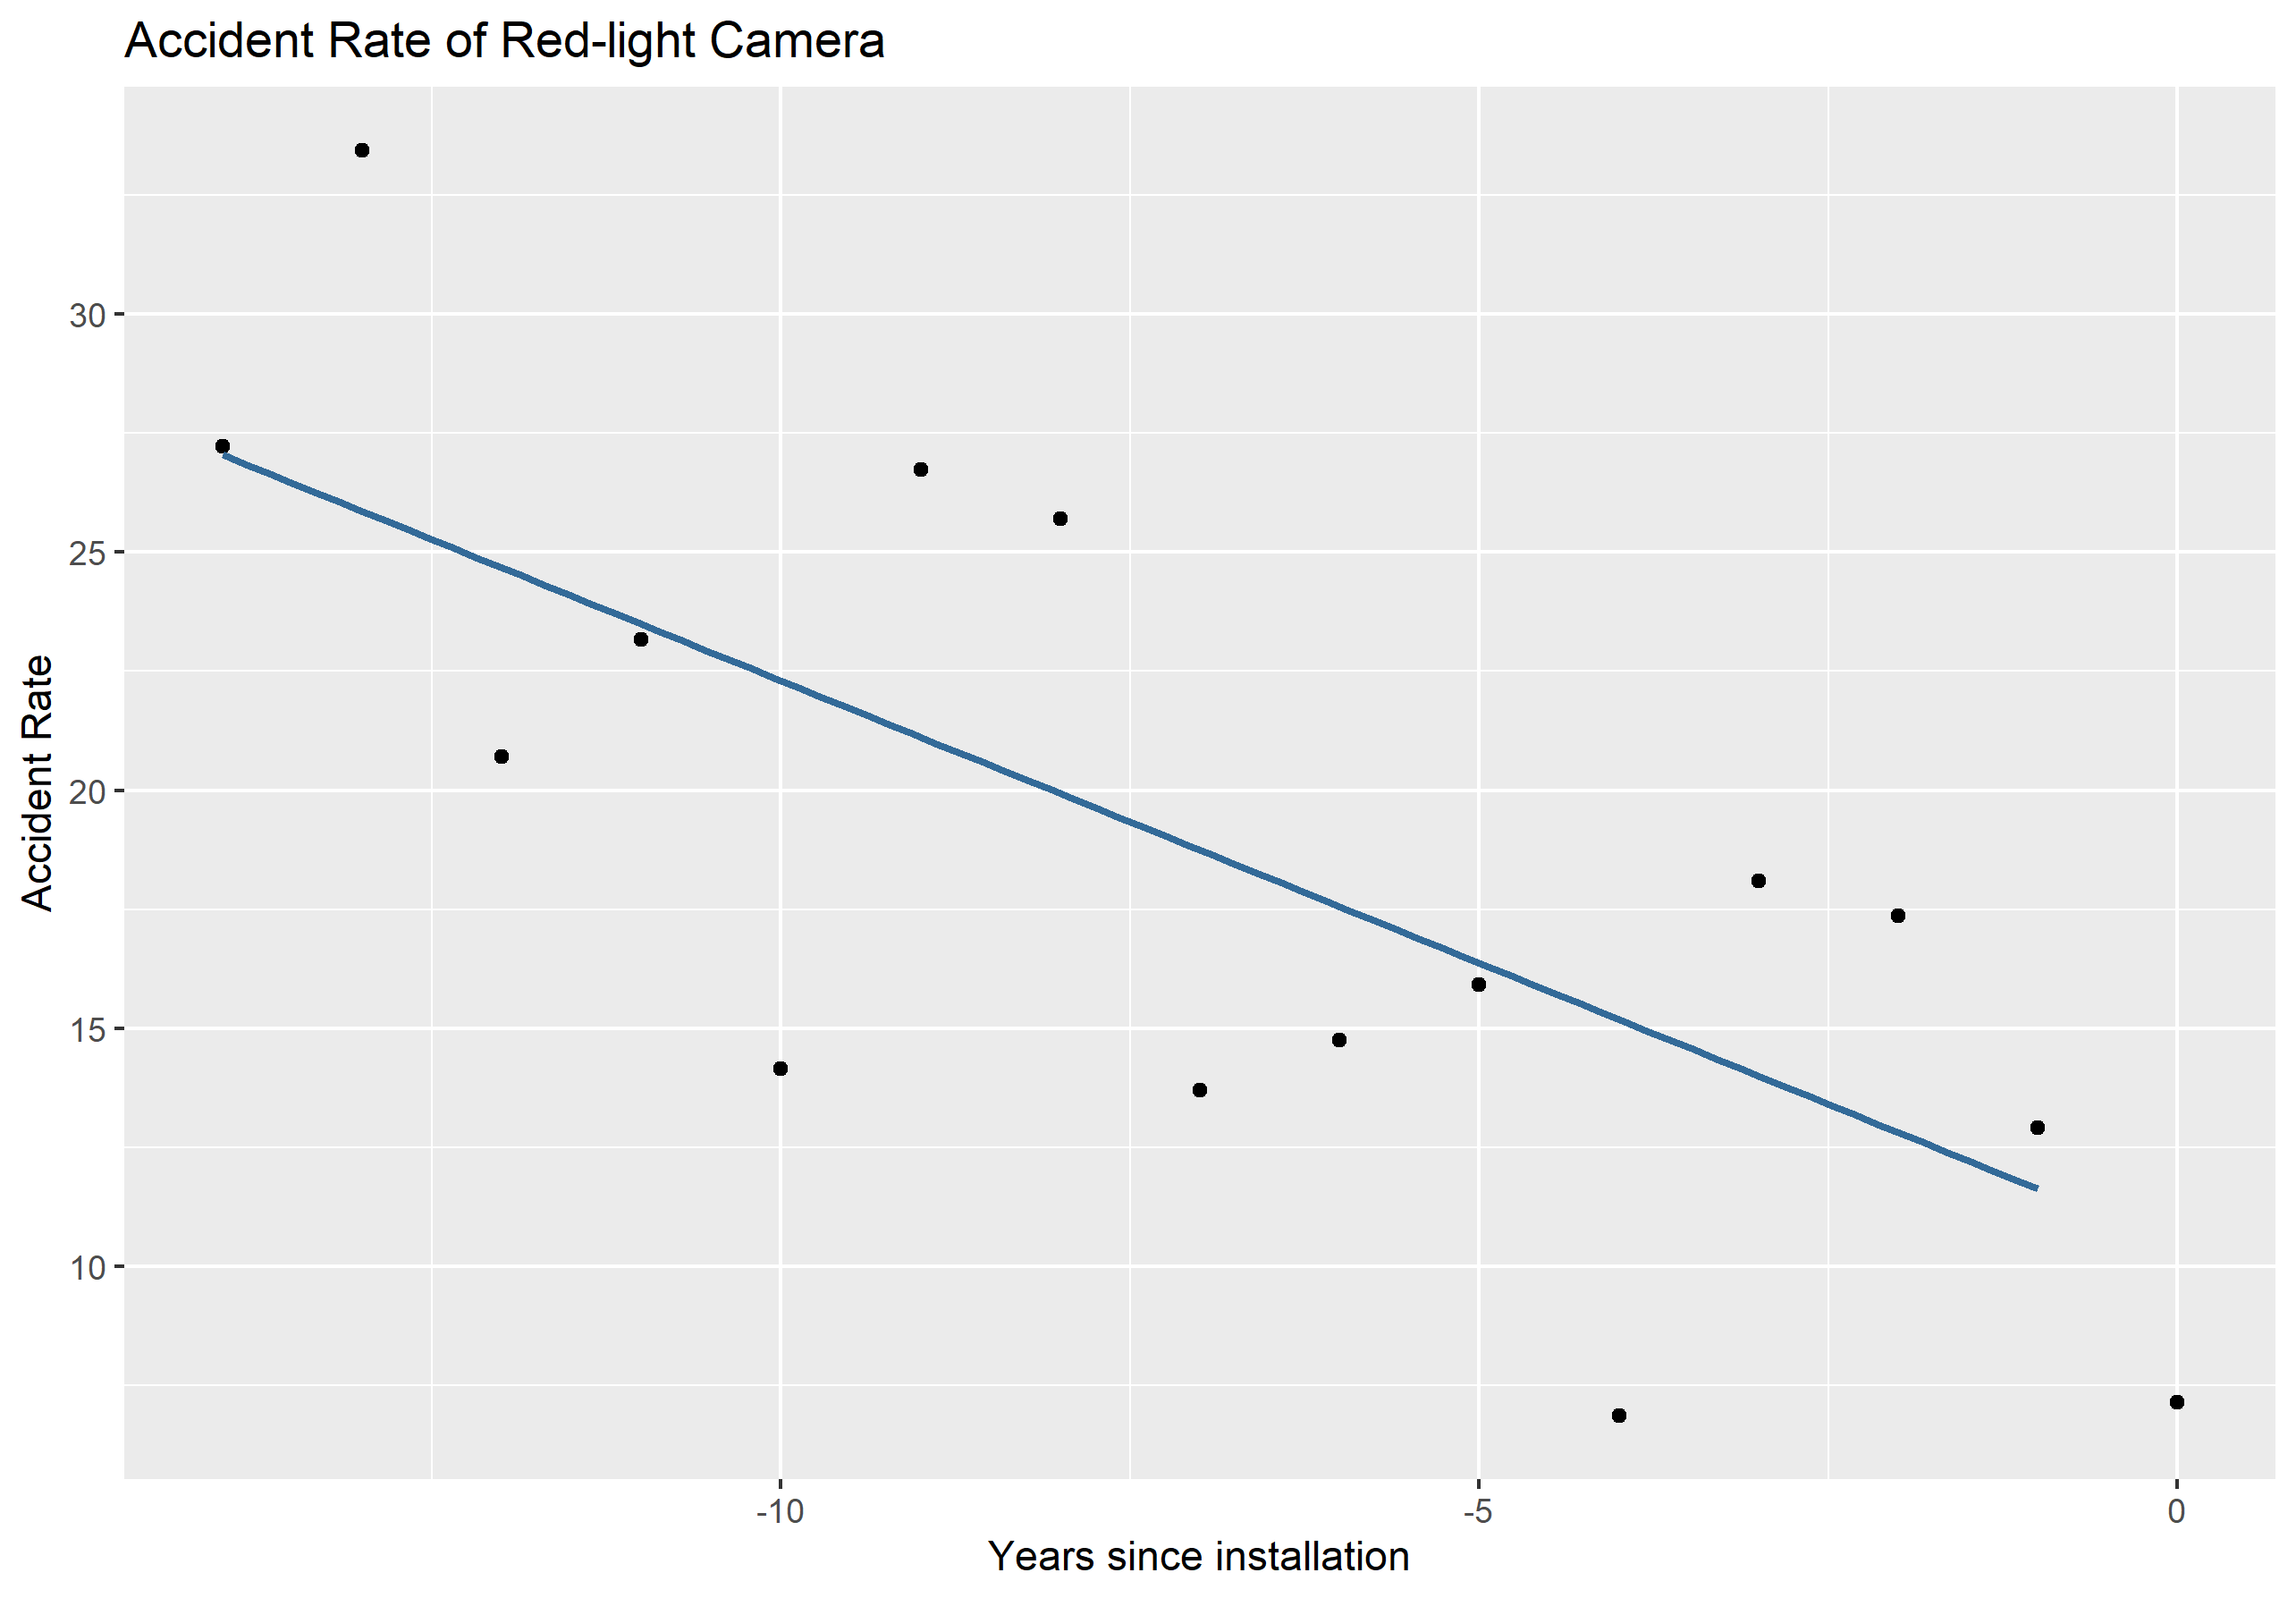 Accident Rate of Red-light Camera
30
25
20
15
10
Accident Rate
-10
-5
0
Years since installation